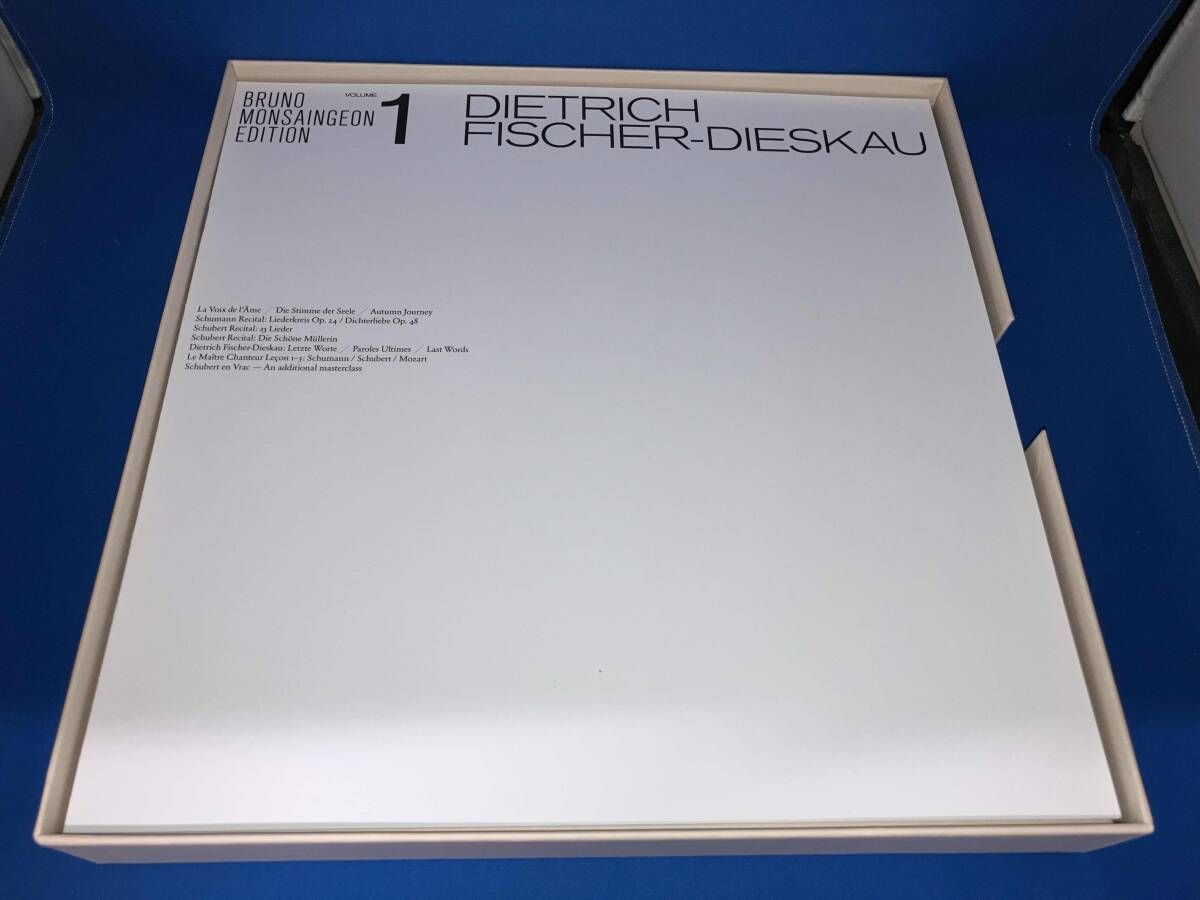 BRUNO
MONSAINGEON
EDITION
VOLUME
1
DIETRICH
FISCHER-DIESKAU
La Voix de l'Âme / Die Stimme der Seele / Autumn Journey
Schumann Recital: Liederkreis Op. 24 / Dichterliebe Op. 48
Schubert Recital: 23 Lieder
Schubert Recital: Die Schöne Müllerin
Dietrich Fischer-Dieskau: Letzte Worte / Paroles Ultimes / Last Words
Le Maître Chanteur Leçon 1–5: Schumann / Schubert / Mozart
Schubert en Vrac — An additional masterclass